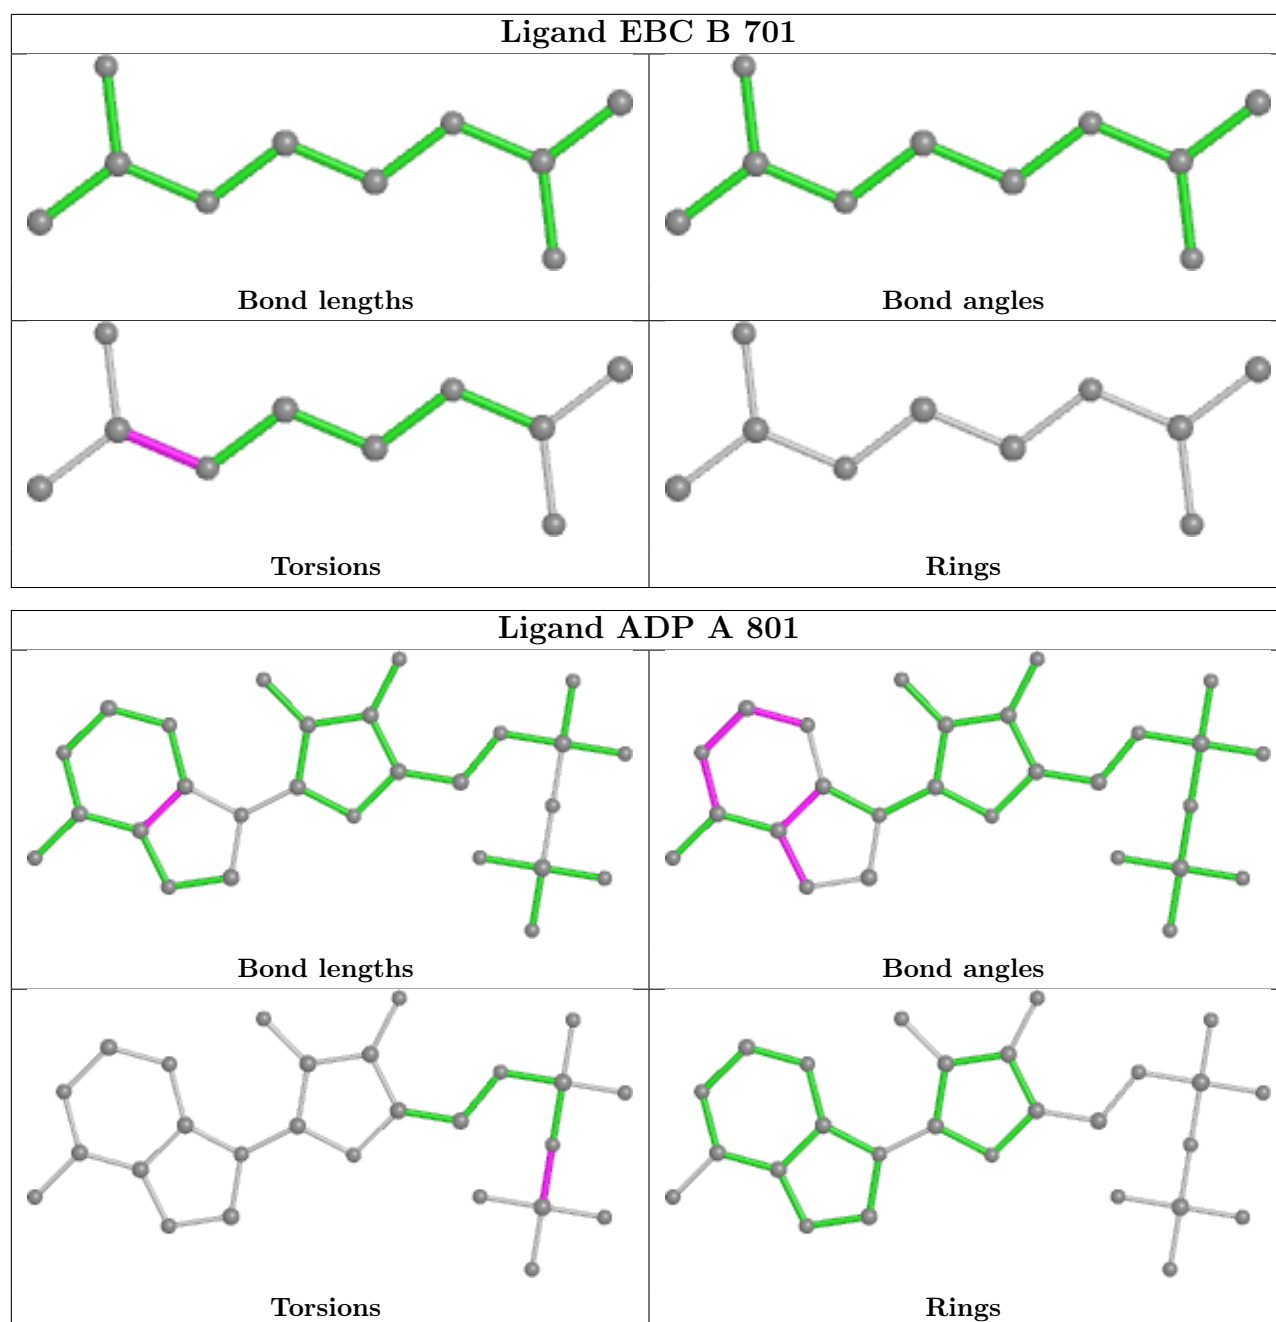 Ligand EBC B 701
Bond lengths
Bond angles
Torsions
Rings
Ligand ADP A 801
Bond lengths
Bond angles
Torsions
Rings